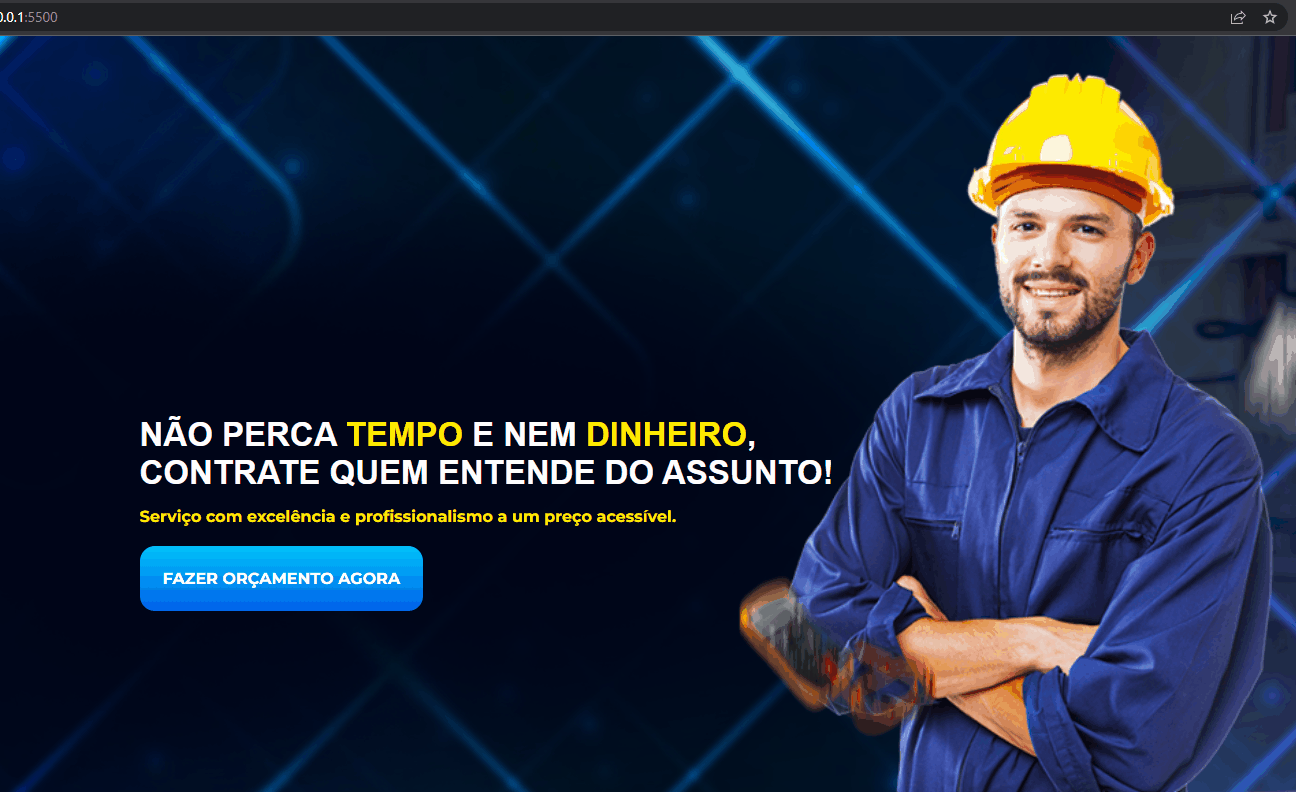 0.0.1:5500
NÃO PERCA TEMPO E NEM DINHEIRO,
CONTRATE QUEM ENTENDE DO ASSUNTO!
Serviço com excelência e profissionalismo a um preço acessível.
FAZER ORÇAMENTO AGORA